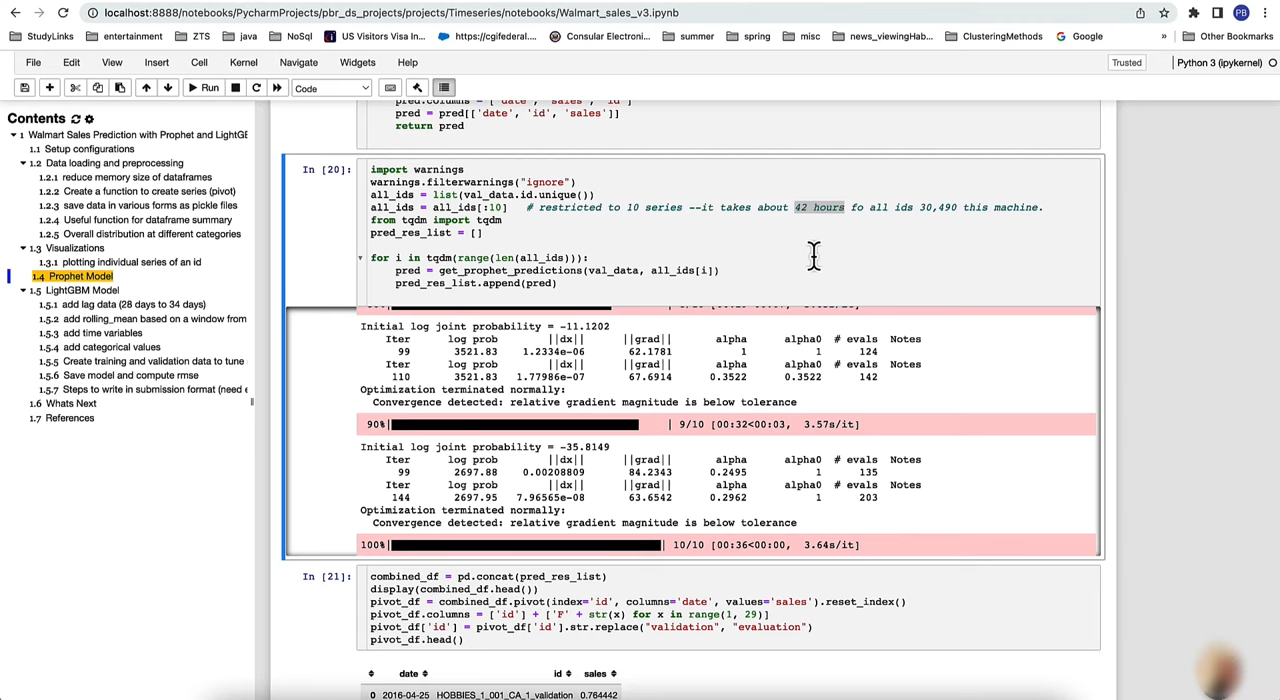 localhost:8888/notebooks/PycharmProjects/pbr_ds_projects/projects/Timeseries/notebooks/Walmart_sales_v3.ipynb PB
StudyLinks entertainment ZTS java NoSql US Visitors Visa In... https://cgifederal.... Consular Electroni... summer spring misc news_viewingHab... ClusteringMethods Google » Other Bookmarks
File Edit View Insert Cell Kernel Navigate Widgets Help Trusted Python 3 (ipykernel)
Run Code
Contents
1 Walmart Sales Prediction with Prophet and LightGE
1.1 Setup configurations
1.2 Data loading and preprocessing
1.2.1 reduce memory size of dataframes
1.2.2 Create a function to create series (pivot)
1.2.3 save data in various forms as pickle files
1.2.4 Useful function for dataframe summary
1.2.5 Overall distribution at different categories
1.3 Visualizations
1.3.1 plotting individual series of an id
1.4 Prophet Model
1.5 LightGBM Model
1.5.1 add lag data (28 days to 34 days)
1.5.2 add rolling_mean based on a window from
1.5.3 add time variables
1.5.4 add categorical values
1.5.5 Create training and validation data to tune
1.5.6 Save model and compute rmse
1.5.7 Steps to write in submission format (need e
1.6 Whats Next
1.7 References
pred.columns = ['date', 'sales', 'id']
pred = pred[['date', 'id', 'sales']]
return pred
In [20]:
import warnings
warnings.filterwarnings("ignore")
all_ids = list(val_data.id.unique())
all_ids = all_ids[:10] # restricted to 10 series --it takes about 42 hours fo all ids 30,490 this machine.
from tqdm import tqdm
pred_res_list = []
for i in tqdm(range(len(all_ids))):
pred = get_prophet_predictions(val_data, all_ids[i])
pred_res_list.append(pred)
Initial log joint probability = -11.1202
Iter log prob ||dx|| ||grad|| alpha alpha0 # evals Notes
99 3521.83 1.2334e-06 62.1781 1 1 124
Iter log prob ||dx|| ||grad|| alpha alpha0 # evals Notes
110 3521.83 1.77986e-07 67.6914 0.3522 0.3522 142
Optimization terminated normally:
Convergence detected: relative gradient magnitude is below tolerance
90%| | 9/10 [00:32<00:03, 3.57s/it]
Initial log joint probability = -35.8149
Iter log prob ||dx|| ||grad|| alpha alpha0 # evals Notes
99 2697.88 0.00208809 84.2343 0.2495 1 135
Iter log prob ||dx|| ||grad|| alpha alpha0 # evals Notes
144 2697.95 7.96565e-08 63.6542 0.2962 1 203
Optimization terminated normally:
Convergence detected: relative gradient magnitude is below tolerance
100%| | 10/10 [00:36<00:00, 3.64s/it]
In [21]:
combined_df = pd.concat(pred_res_list)
display(combined_df.head())
pivot_df = combined_df.pivot(index='id', columns='date', values='sales').reset_index()
pivot_df.columns = ['id'] + ['F' + str(x) for x in range(1, 29)]
pivot_df['id'] = pivot_df['id'].str.replace("validation", "evaluation")
pivot_df.head()
date id sales
0 2016-04-25 HOBBIES_1_001_CA_1_validation 0.764442